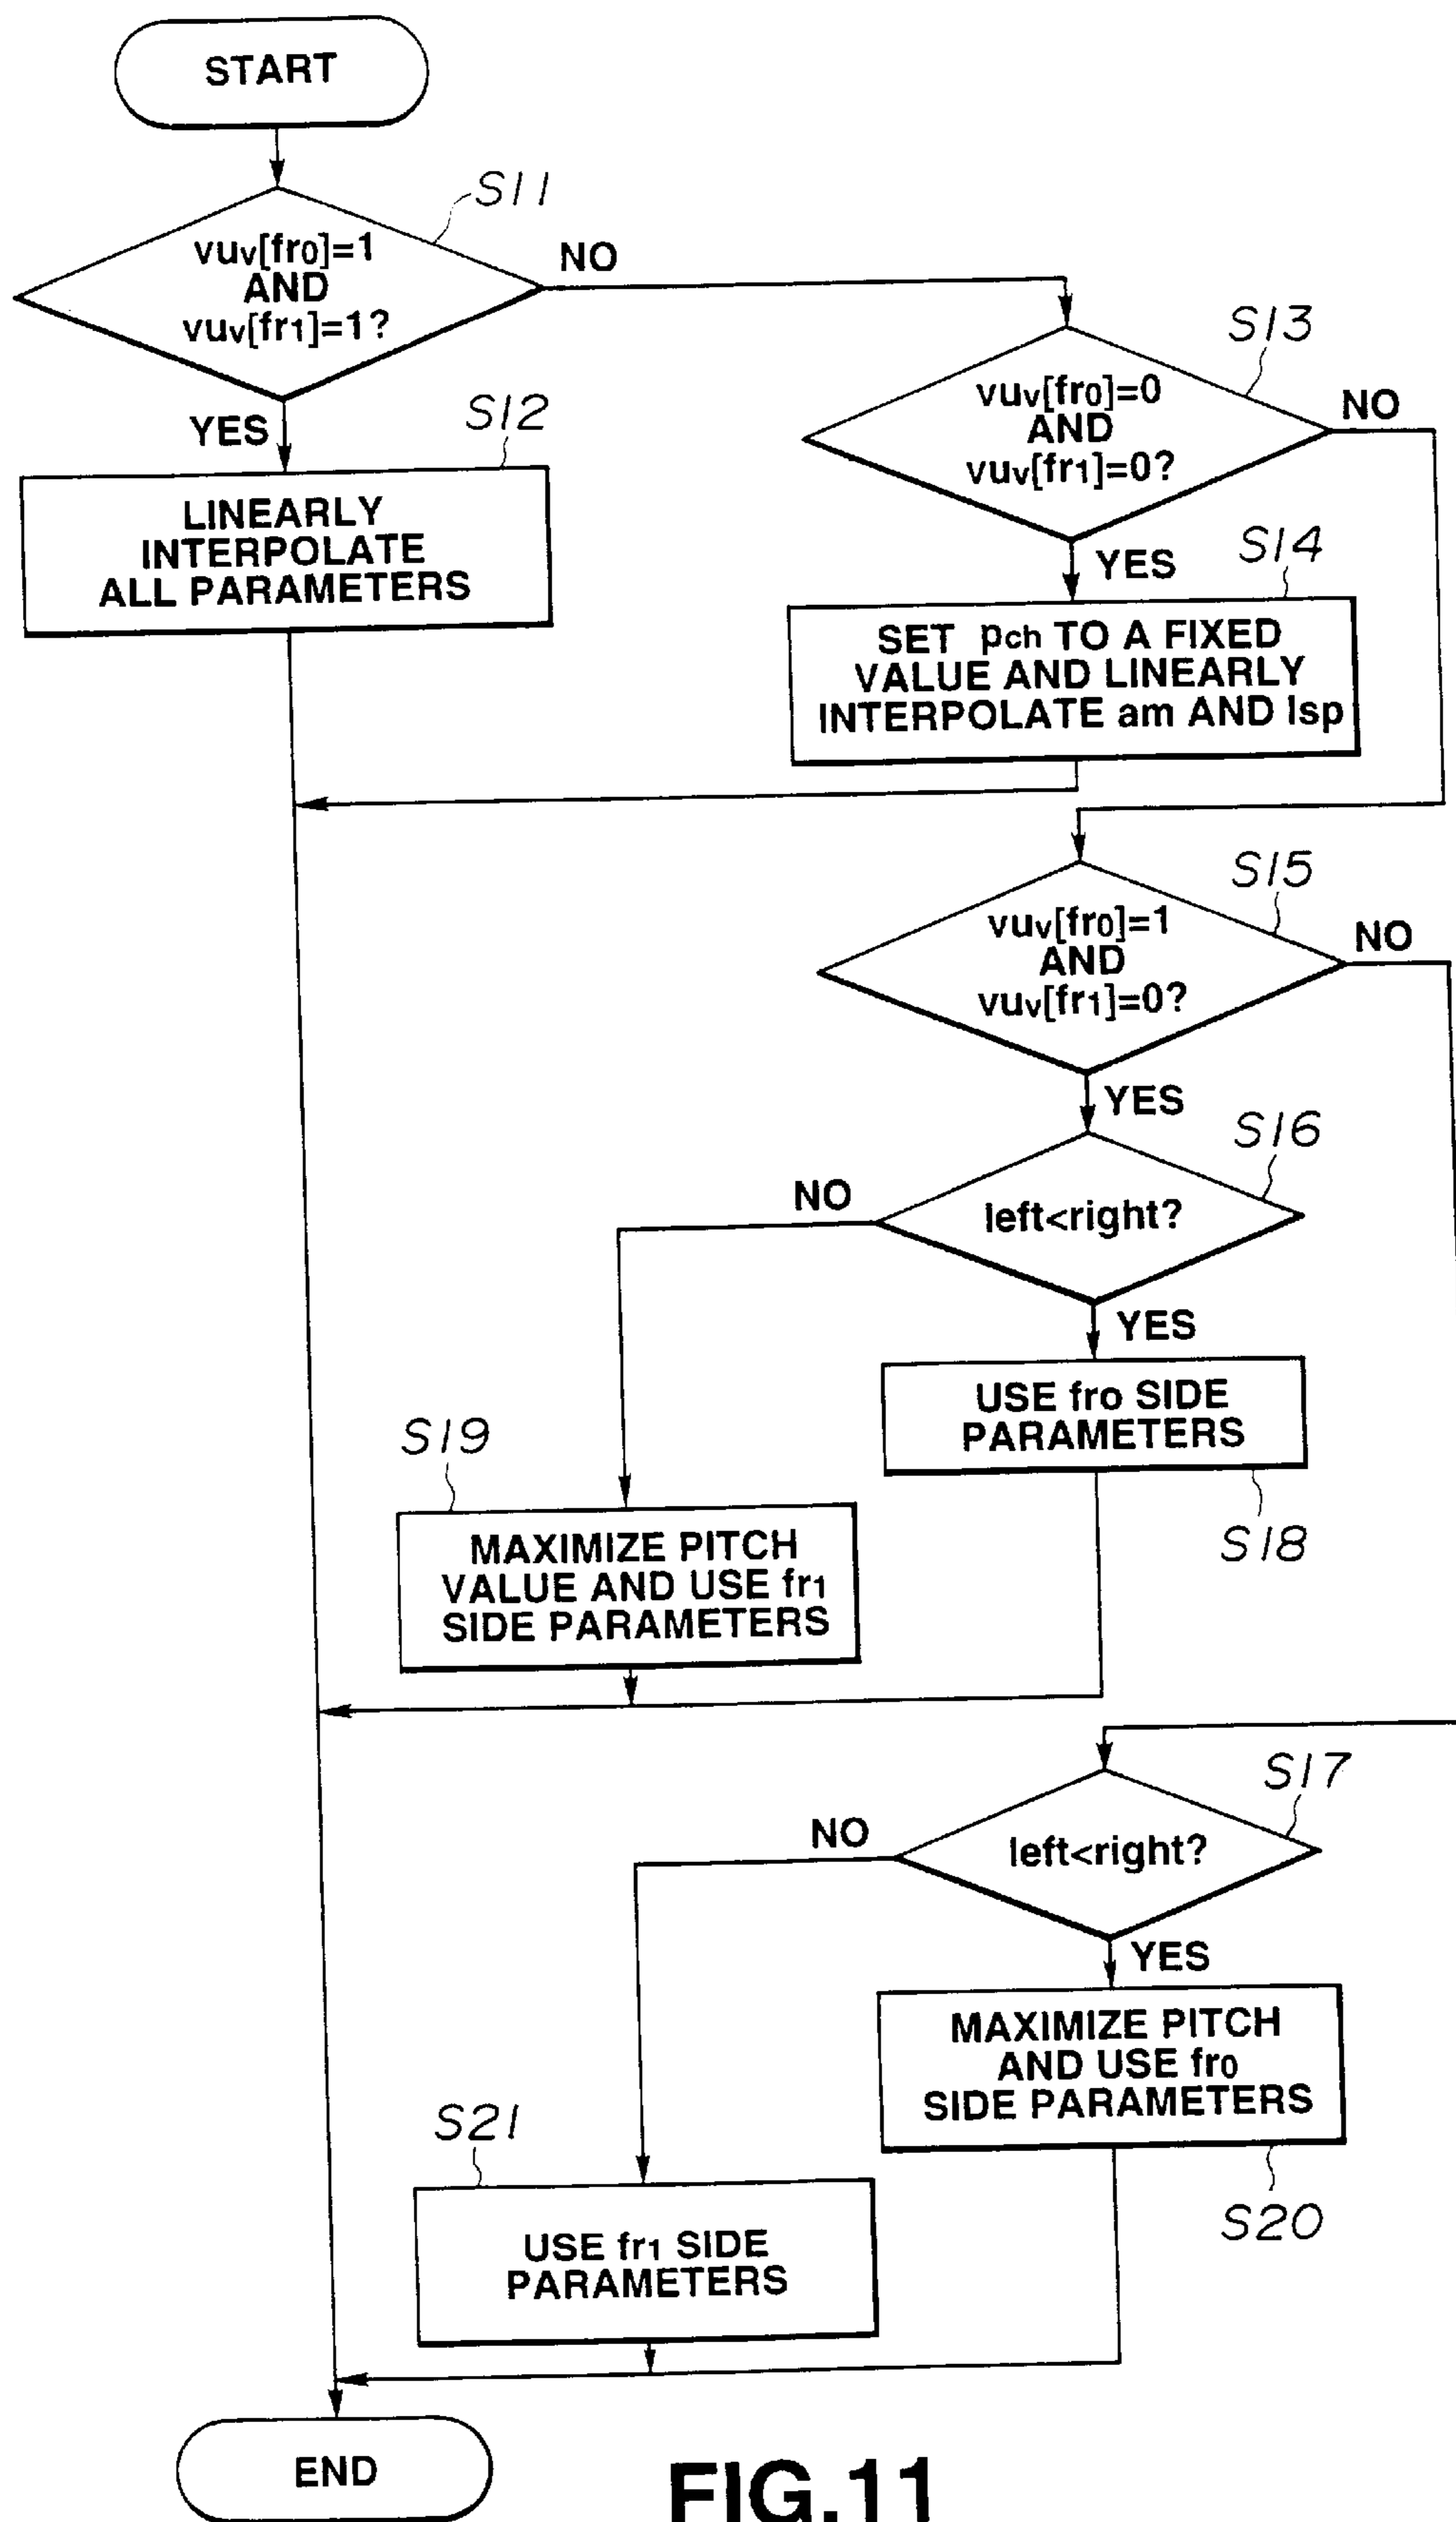 START
S11
vuv[fr0]=1
AND
vuv[fr1]=1?
NO
YES
S12
LINEARLY
INTERPOLATE
ALL PARAMETERS
S13
vuv[fr0]=0
AND
vuv[fr1]=0?
NO
YES
S14
SET pch TO A FIXED
VALUE AND LINEARLY
INTERPOLATE am AND lsp
S15
vuv[fr0]=1
AND
vuv[fr1]=0?
NO
YES
S16
left<right?
NO
YES
USE fro SIDE
PARAMETERS
S18
S19
MAXIMIZE PITCH
VALUE AND USE fr1
SIDE PARAMETERS
S17
left<right?
NO
YES
MAXIMIZE PITCH
AND USE fr0
SIDE PARAMETERS
S20
S21
USE fr1 SIDE
PARAMETERS
END
FIG.11